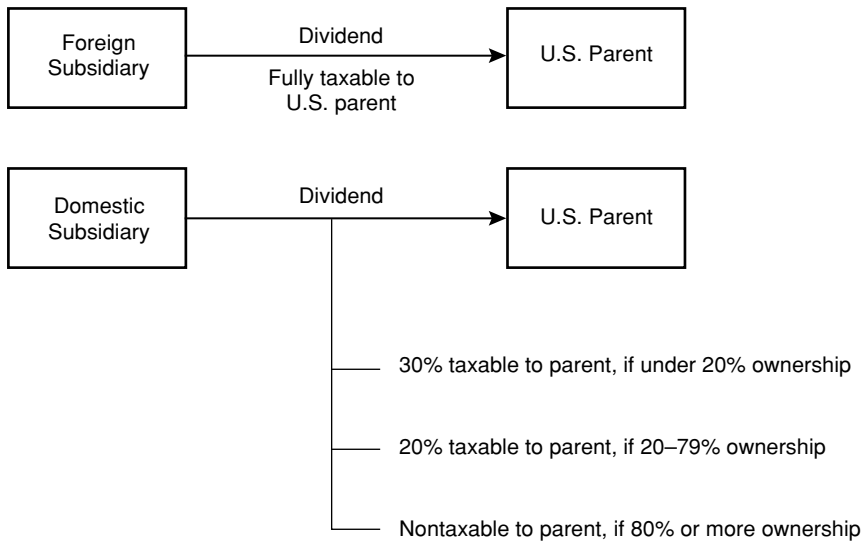 Foreign
Subsidiary
Dividend
Fully taxable to
U.S. parent
U.S. Parent
Domestic
Subsidiary
Dividend
U.S. Parent
30% taxable to parent, if under 20% ownership
20% taxable to parent, if 20–79% ownership
Nontaxable to parent, if 80% or more ownership